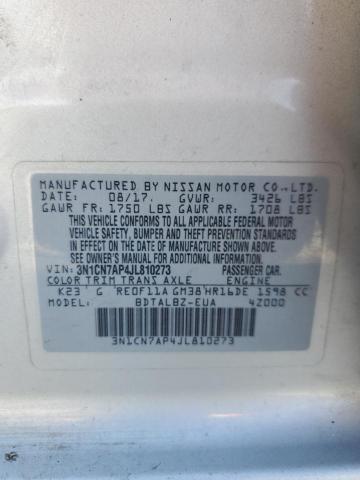 MANUFACTURED BY NISSAN MOTOR CO.,LTD.
DATE: 08/17. GVWR: 3426 LBS
GAWR FR: 1750 LBS GAWR RR: 1708 LBS
THIS VEHICLE CONFORMS TO ALL APPLICABLE FEDERAL MOTOR
VEHICLE SAFETY, BUMPER, AND THEFT PREVENTION STANDARDS
IN EFFECT ON THE DATE OF MANUFACTURE SHOWN ABOVE.
SEE OWNER'S MANUAL FOR ADDITIONAL INFORMATION.
VIN: 3N1CN7AP4JL810273 PASSENGER CAR.
COLOR TRIM TRANS AXLE ENGINE
K23 G RE0F11A GM38 HR16DE 1598 CC
MODEL: BDTALBZ-EUA 4Z000
3N1CN7AP4JL810273